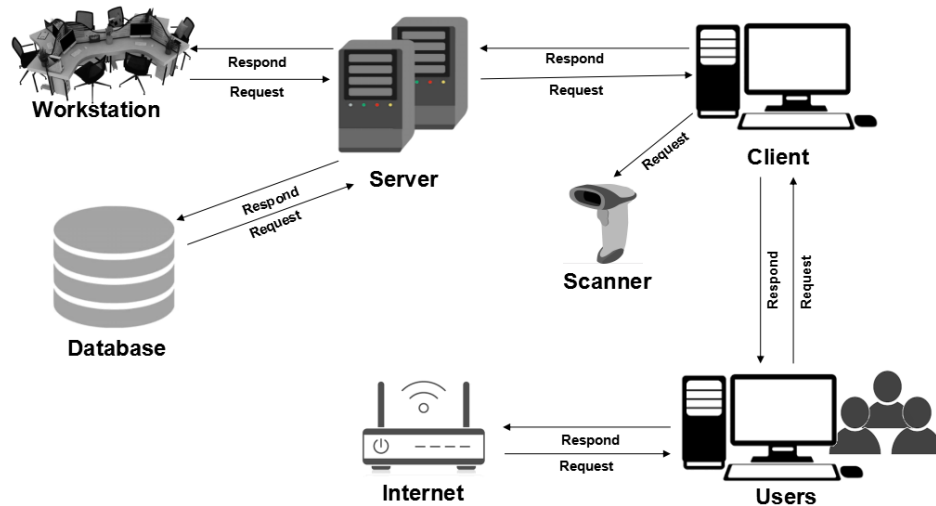 Respond
Request
Workstation
Respond
Request
Server
Client
Request
Respond
Request
Scanner
Database
Respond
Request
Respond
Request
Internet
Users